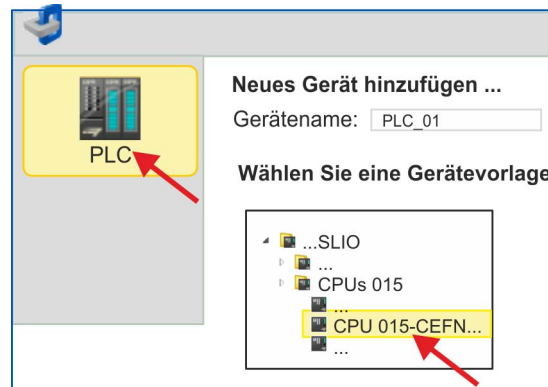 Neues Gerät hinzufügen ...
Gerätename: PLC_01
PLC
Wählen Sie eine Gerätevorlage
...SLIO
...
CPUs 015
...
CPU 015-CEFN...
...